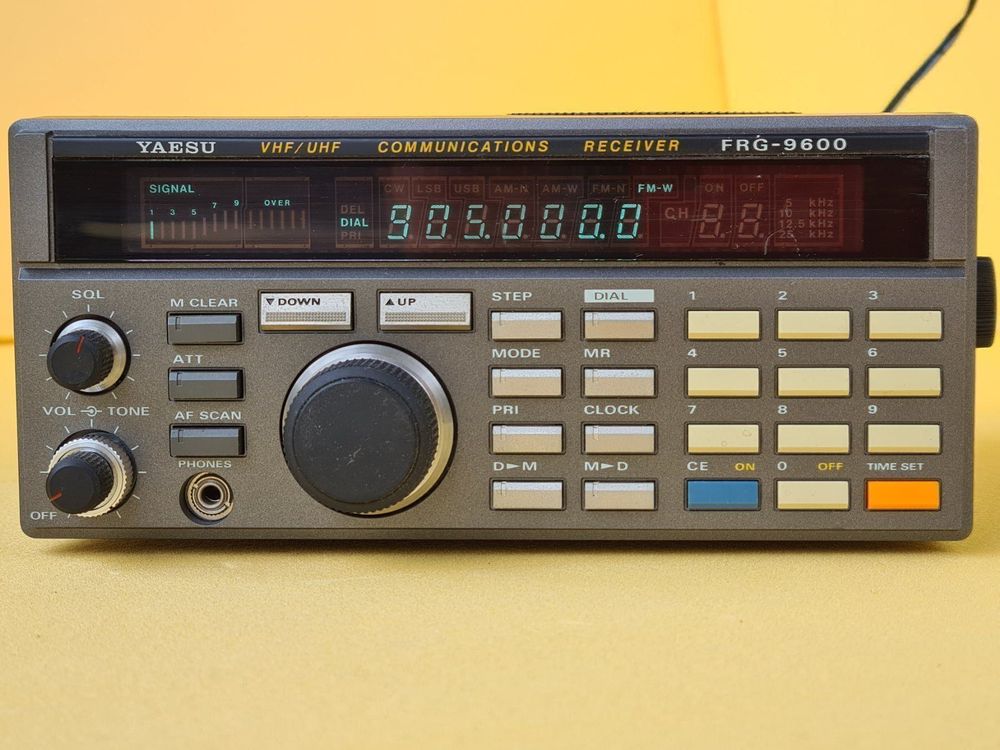 YAESU VHF/UHF COMMUNICATIONS RECEIVER FRG-9600
SIGNAL CW LSB USB AM-N AM-W FM-N FM-W ON OFF
1 3 5 7 9 OVER
DEL 5 kHz
DIAL 905.000.0 CH 10 kHz
PRI 12.5 kHz
25 kHz
SQL M CLEAR ▼DOWN ▲UP STEP DIAL 1 2 3
ATT MODE MR 4 5 6
VOL TONE AF SCAN PRI CLOCK 7 8 9
PHONES D►M M►D CE ON 0 OFF TIME SET
OFF